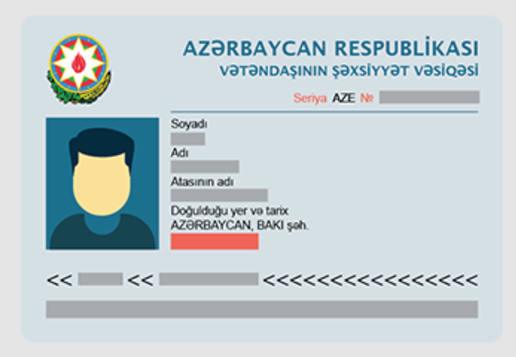 AZƏRBAYCAN RESPUBLİKASI
VƏTƏNDAŞININ ŞƏXSİYYƏT VƏSİQƏSİ
Seriya AZE №
Soyadı
Adı
Atasının adı
Doğulduğu yer və tarix
AZƏRBAYCAN, BAKI şəh.
<< << <<<<<<<<<<<<<<<<